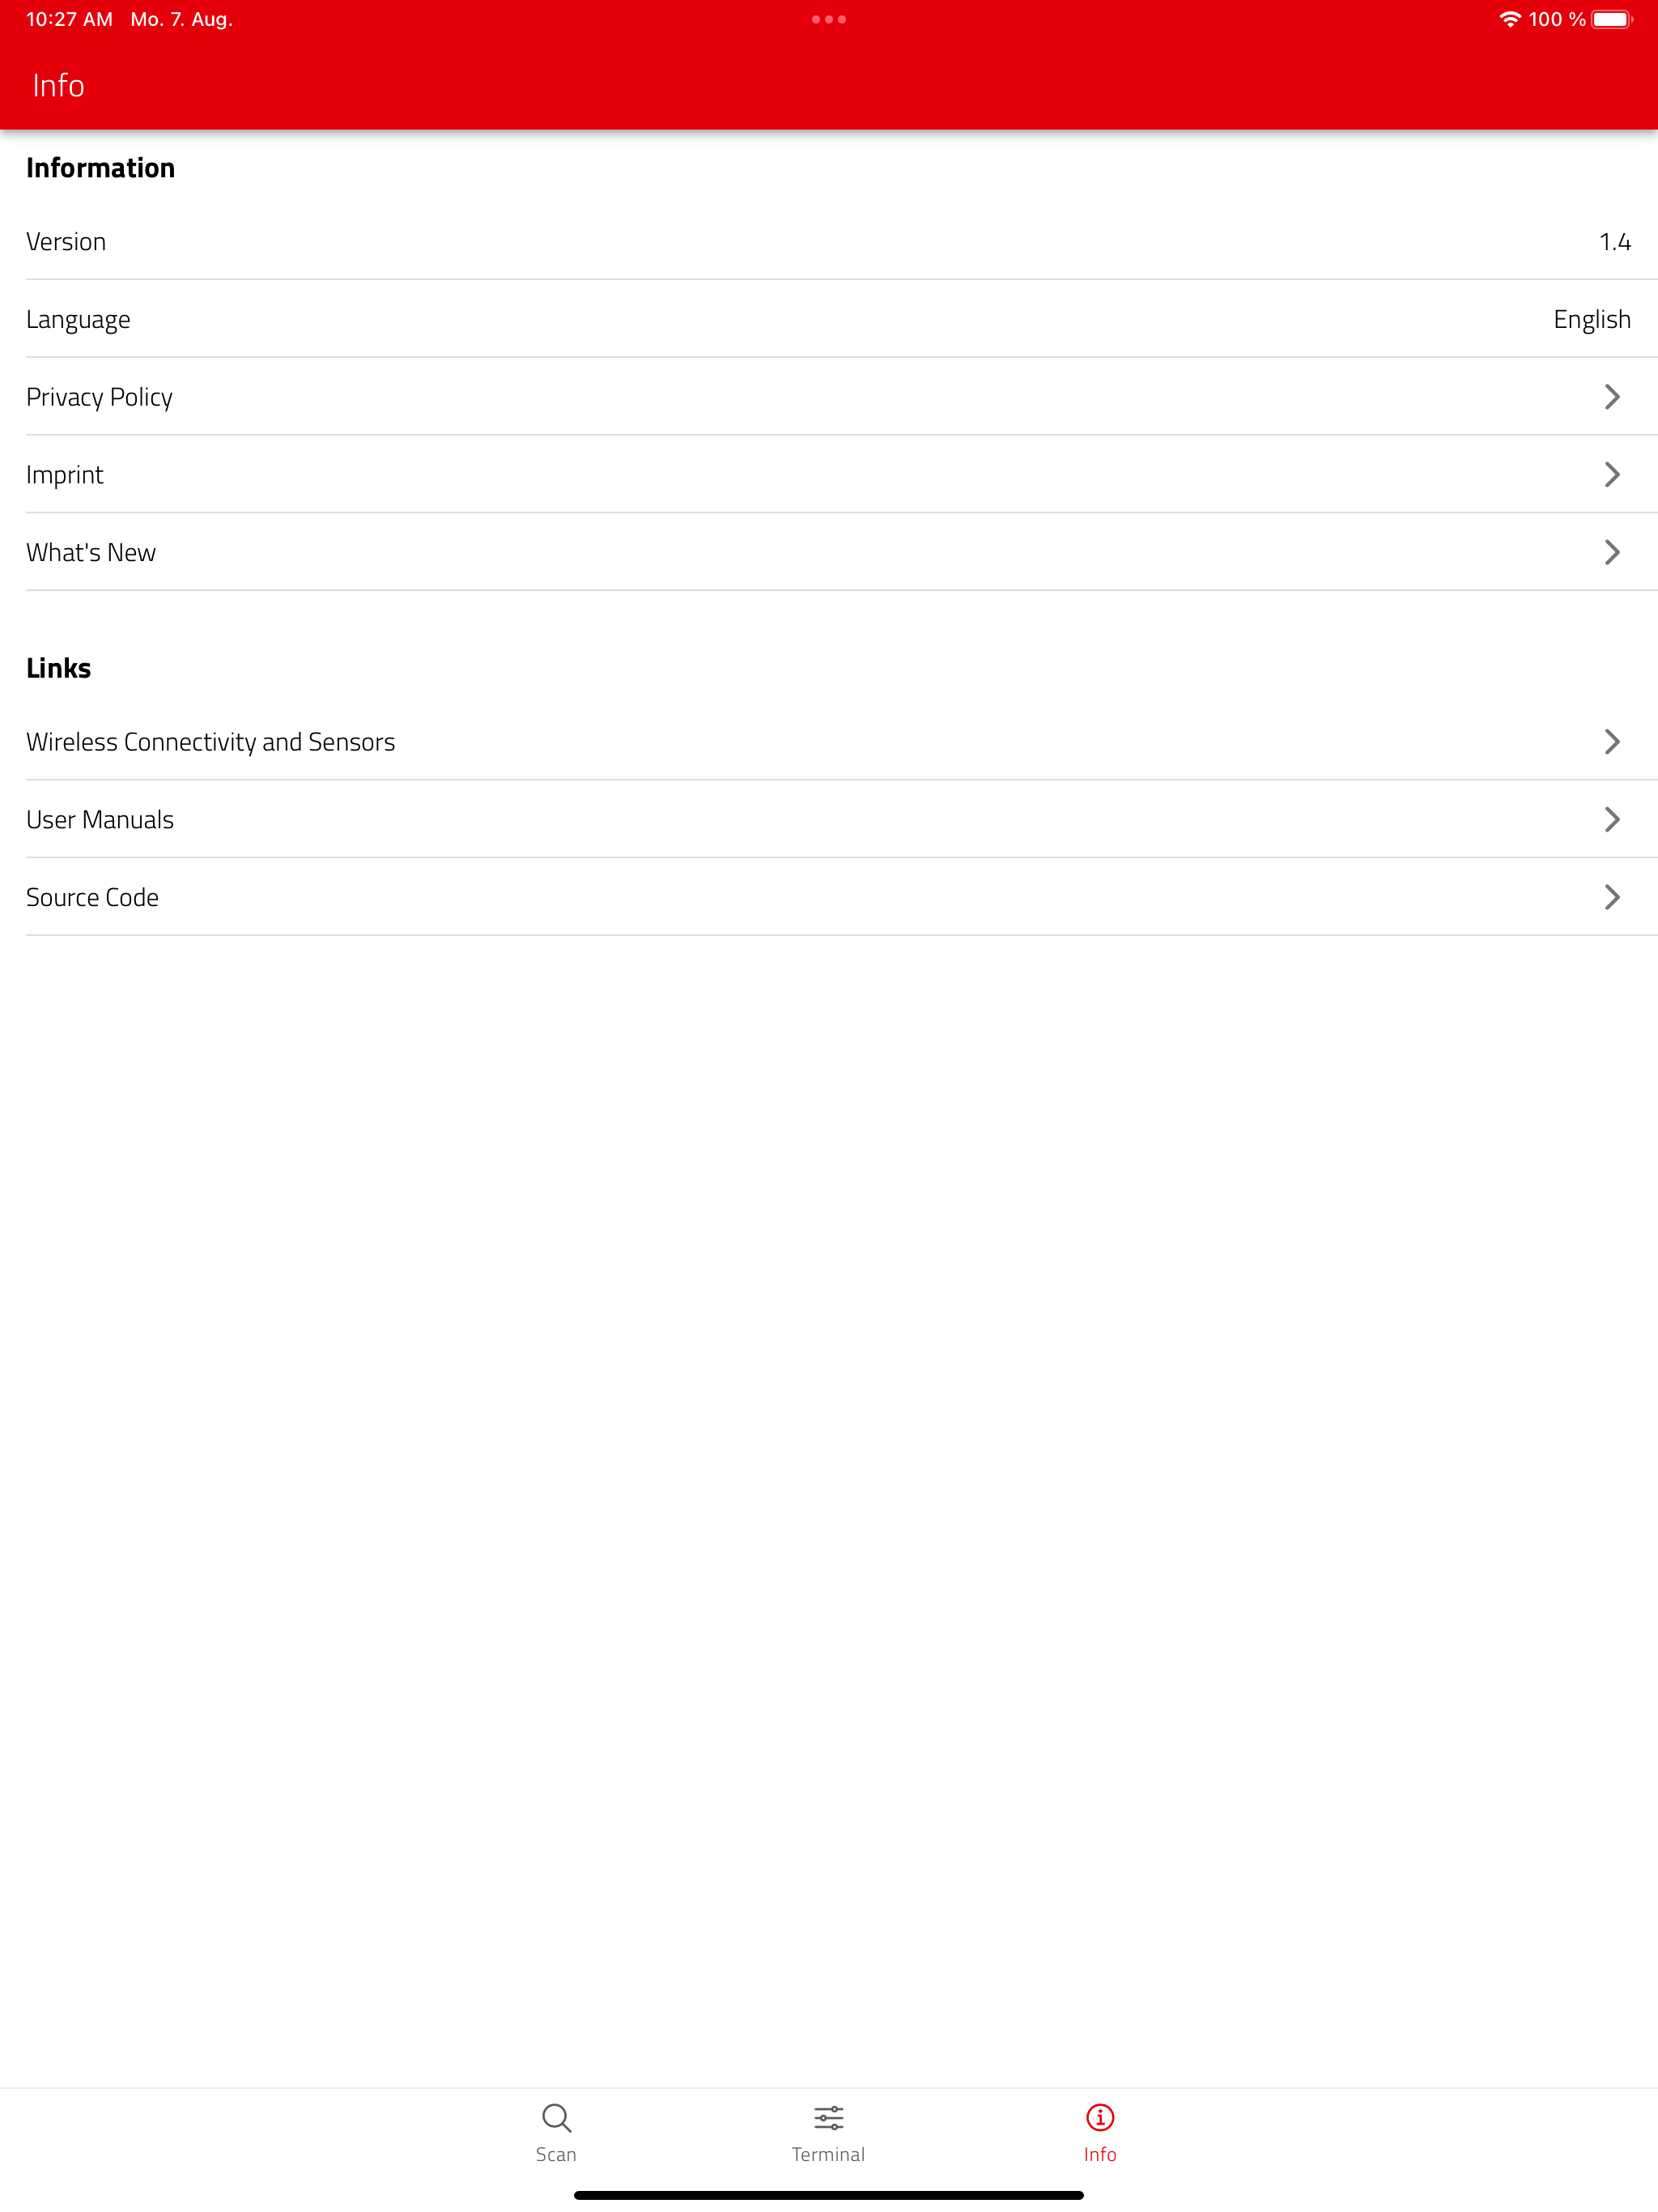 10:27 AM Mo. 7. Aug. 100 %
Info
Information
Version 1.4
Language English
Privacy Policy
Imprint
What's New
Links
Wireless Connectivity and Sensors
User Manuals
Source Code
Scan Terminal Info